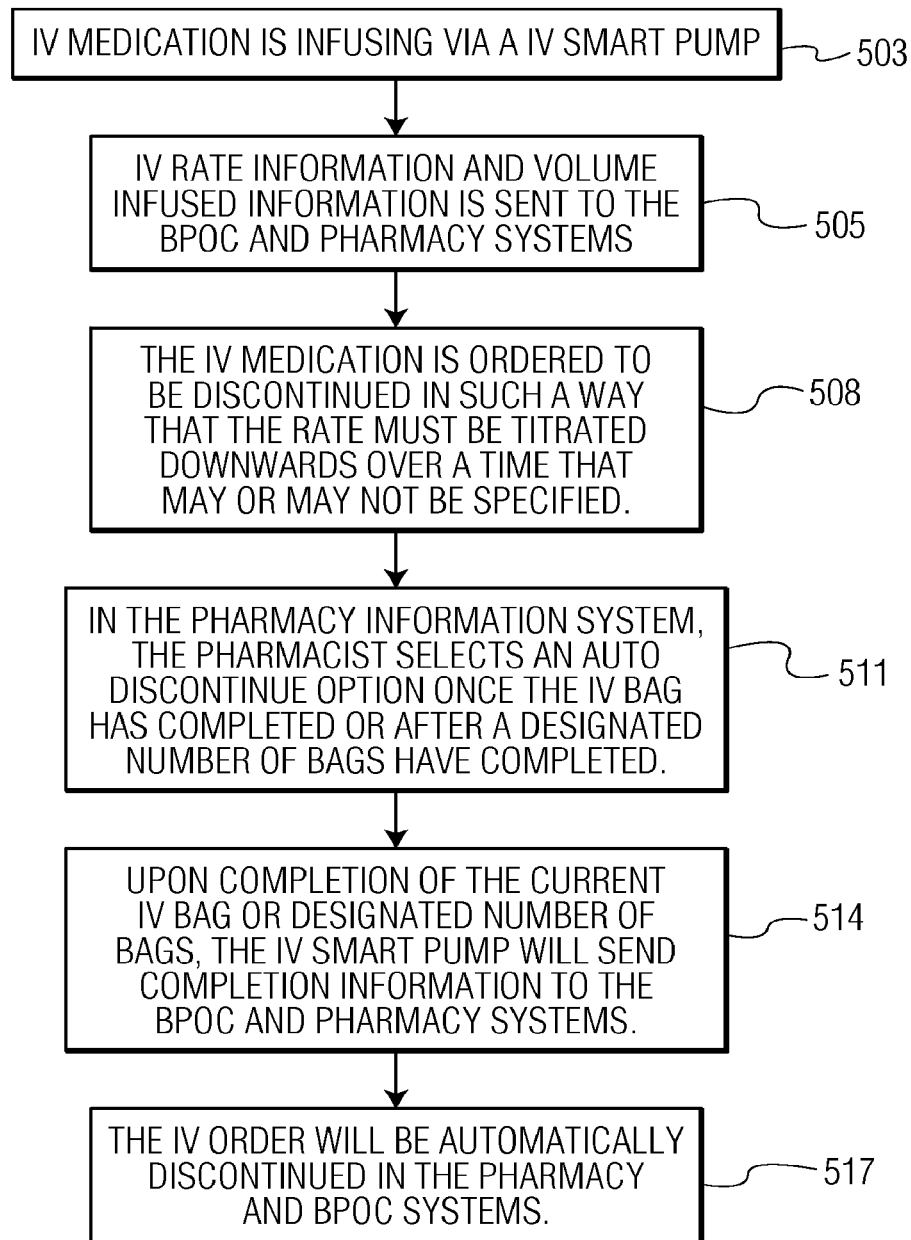 IV MEDICATION IS INFUSING VIA A IV SMART PUMP
503
IV RATE INFORMATION AND VOLUME
INFUSED INFORMATION IS SENT TO THE
BPOC AND PHARMACY SYSTEMS
505
THE IV MEDICATION IS ORDERED TO
BE DISCONTINUED IN SUCH A WAY
THAT THE RATE MUST BE TITRATED
DOWNWARDS OVER A TIME THAT
MAY OR MAY NOT BE SPECIFIED.
508
IN THE PHARMACY INFORMATION SYSTEM,
THE PHARMACIST SELECTS AN AUTO
DISCONTINUE OPTION ONCE THE IV BAG
HAS COMPLETED OR AFTER A DESIGNATED
NUMBER OF BAGS HAVE COMPLETED.
511
UPON COMPLETION OF THE CURRENT
IV BAG OR DESIGNATED NUMBER OF
BAGS, THE IV SMART PUMP WILL SEND
COMPLETION INFORMATION TO THE
BPOC AND PHARMACY SYSTEMS.
514
THE IV ORDER WILL BE AUTOMATICALLY
DISCONTINUED IN THE PHARMACY
AND BPOC SYSTEMS.
517